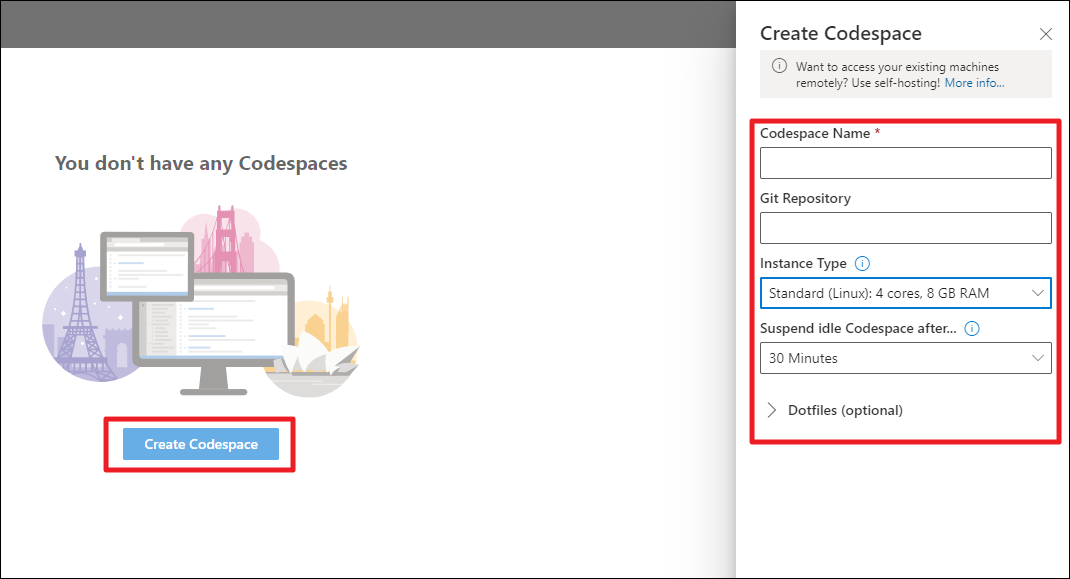 Create Codespace
Want to access your existing machines
remotely? Use self-hosting! More info...
You don't have any Codespaces
Create Codespace
Codespace Name *
Git Repository
Instance Type
Standard (Linux): 4 cores, 8 GB RAM
Suspend idle Codespace after...
30 Minutes
Dotfiles (optional)